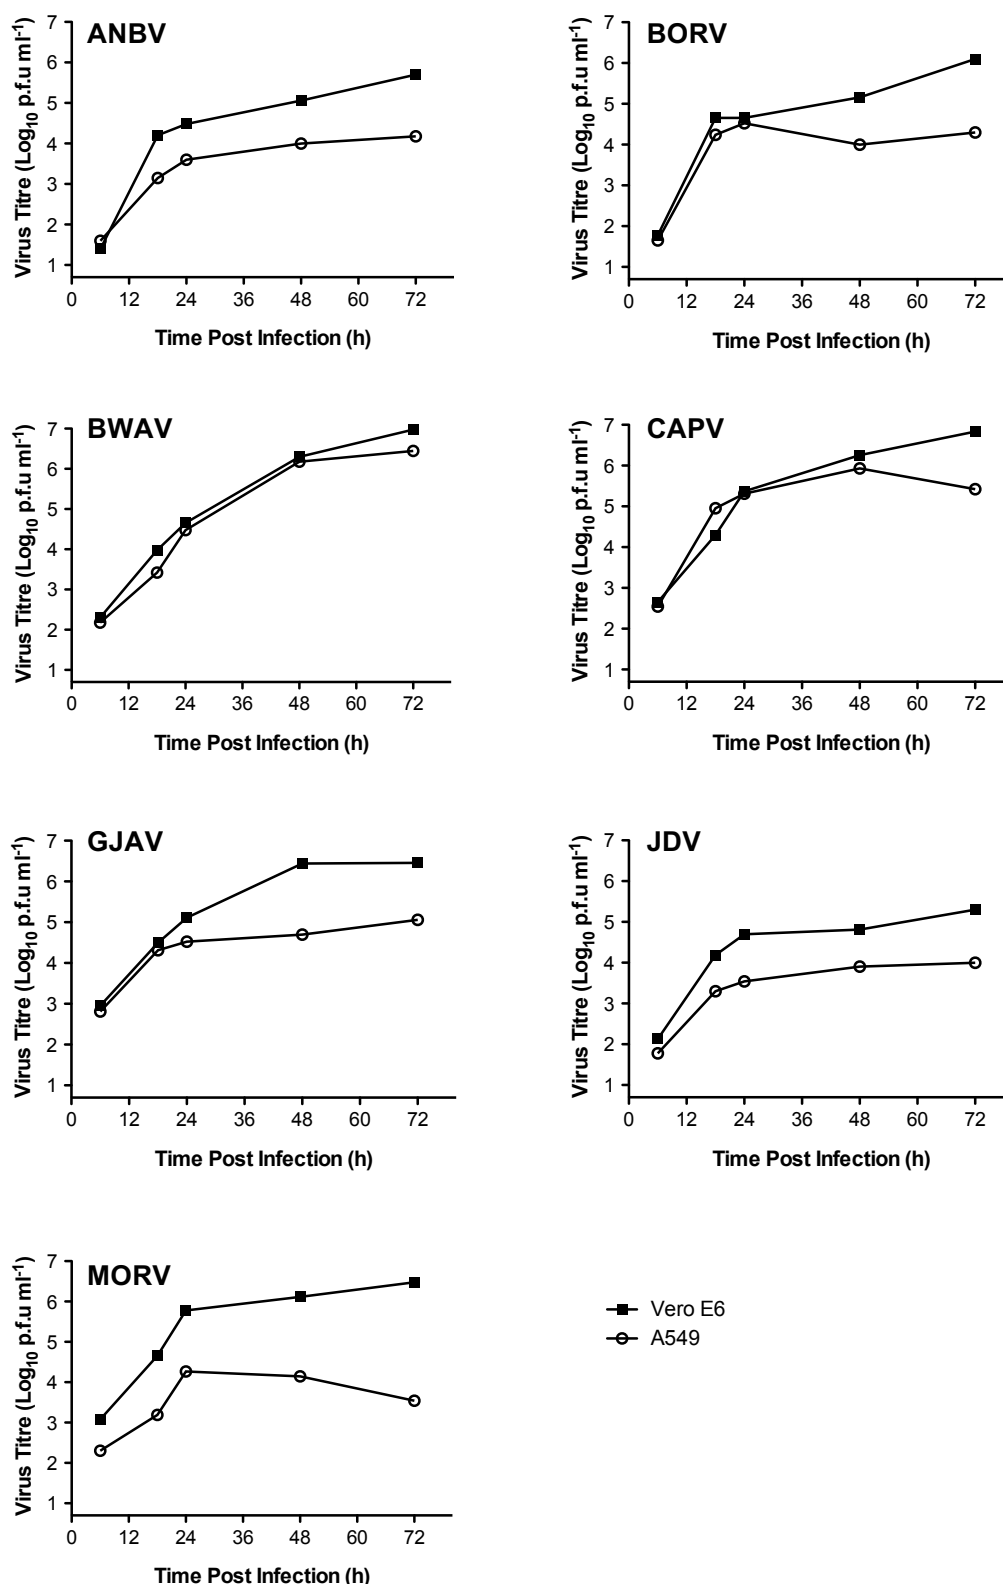 ANBV
Virus Titre (Log10 p.f.u ml-1)
7
6
5
4
3
2
1
0 12 24 36 48 60 72
Time Post Infection (h)
BORV
Virus Titre (Log10 p.f.u ml-1)
7
6
5
4
3
2
1
0 12 24 36 48 60 72
Time Post Infection (h)
BWAV
Virus Titre (Log10 p.f.u ml-1)
7
6
5
4
3
2
1
0 12 24 36 48 60 72
Time Post Infection (h)
CAPV
Virus Titre (Log10 p.f.u ml-1)
7
6
5
4
3
2
1
0 12 24 36 48 60 72
Time Post Infection (h)
GJAV
Virus Titre (Log10 p.f.u ml-1)
7
6
5
4
3
2
1
0 12 24 36 48 60 72
Time Post Infection (h)
JDV
Virus Titre (Log10 p.f.u ml-1)
7
6
5
4
3
2
1
0 12 24 36 48 60 72
Time Post Infection (h)
MORV
Virus Titre (Log10 p.f.u ml-1)
7
6
5
4
3
2
1
0 12 24 36 48 60 72
Time Post Infection (h)
Vero E6
A549